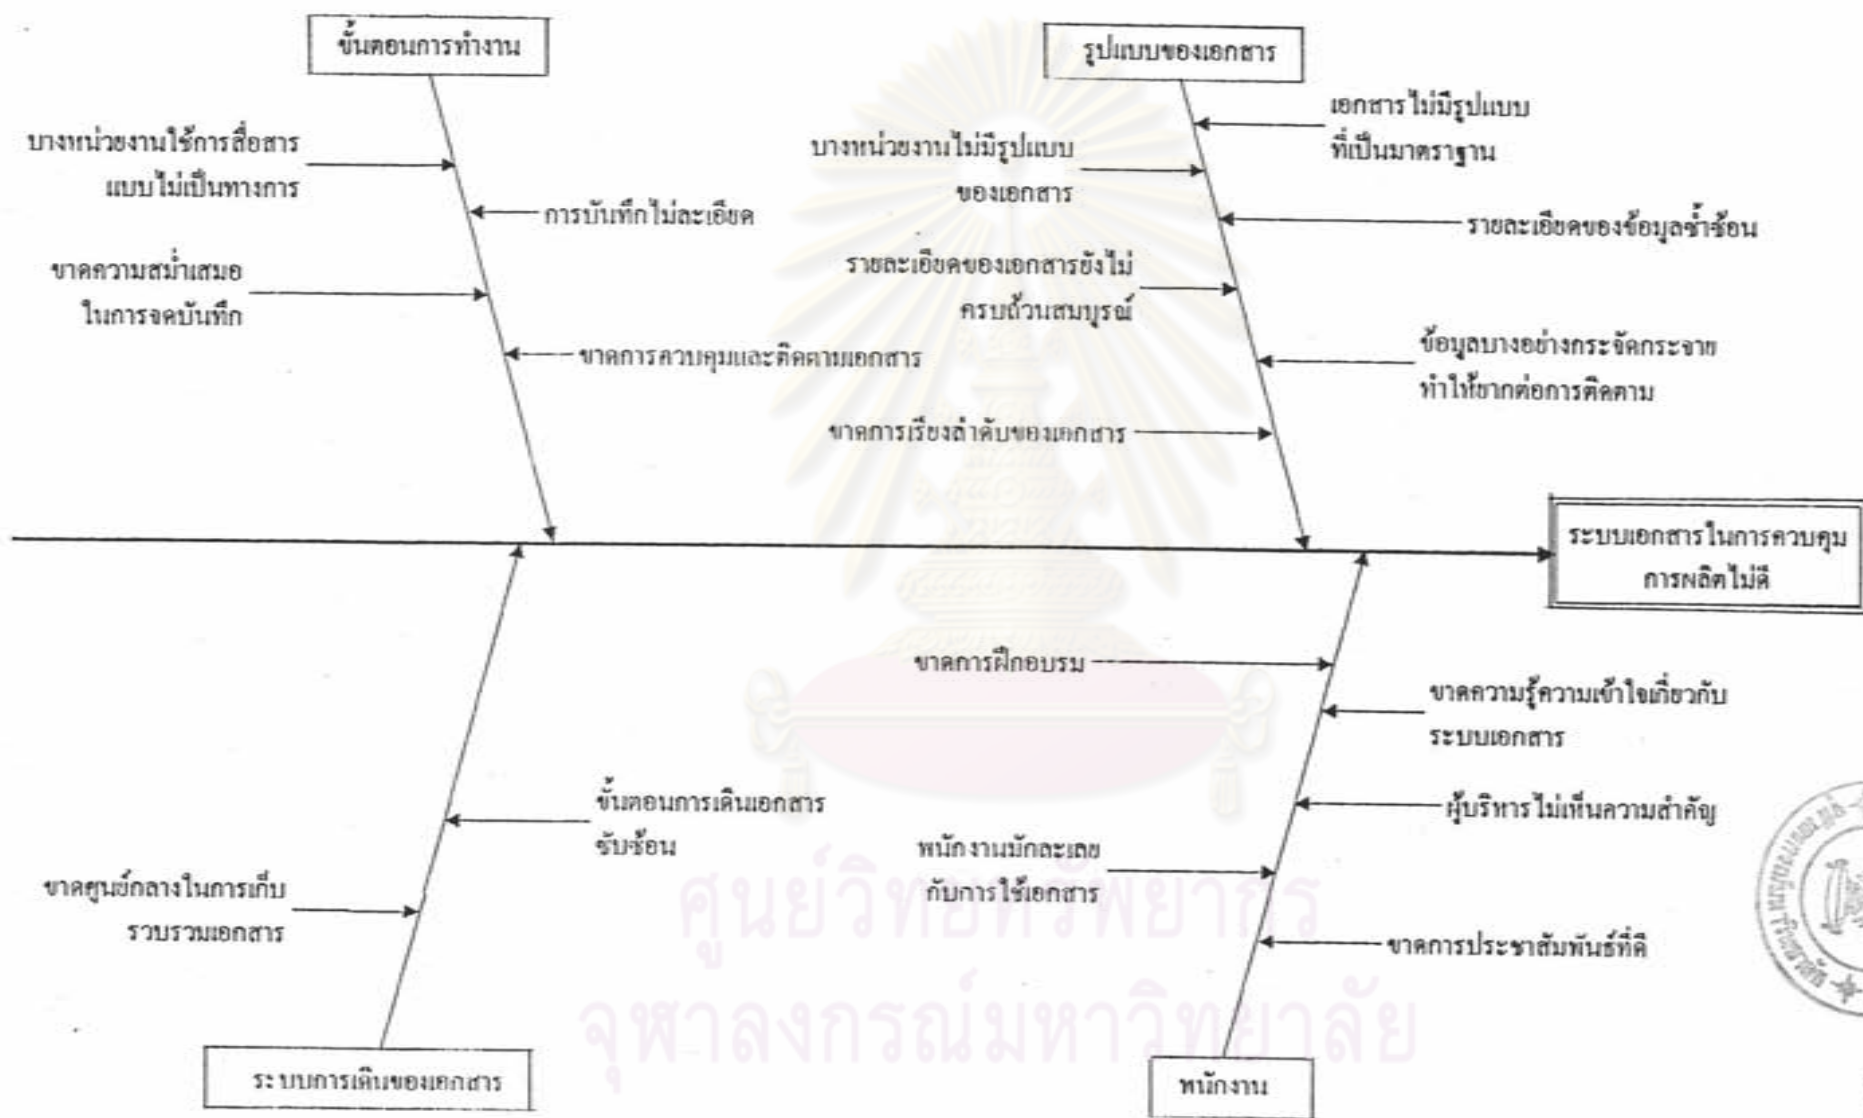 ขั้นตอนการทำงาน
บางหน่วยงานใช้การสื่อสาร
แบบไม่เป็นทางการ
การบันทึกไม่ละเอียด
ขาดความสม่ำเสมอ
ในการจดบันทึก
ขาดการควบคุมและติดตามเอกสาร
รูปแบบของเอกสาร
เอกสารไม่มีรูปแบบ
ที่เป็นมาตราฐาน
บางหน่วยงานไม่มีรูปแบบ
ของเอกสาร
รายละเอียดของข้อมูลซ้ำซ้อน
รายละเอียดของเอกสารยังไม่
ครบถ้วนสมบูรณ์
ข้อมูลบางอย่างกระจัดกระจาย
ทำให้ยากต่อการติดตาม
ขาดการเรียงลำดับของเอกสาร
ระบบเอกสารในการควบคุม
การผลิตไม่ดี
ขั้นตอนการเดินเอกสาร
ซับซ้อน
ขาดศูนย์กลางในการเก็บ
รวบรวมเอกสาร
ระบบการเดินของเอกสาร
ขาดการฝึกอบรม
ขาดความรู้ความเข้าใจเกี่ยวกับ
ระบบเอกสาร
ผู้บริหารไม่เห็นความสำคัญ
พนักงานมักละเลย
กับการใช้เอกสาร
ขาดการประชาสัมพันธ์ที่ดี
พนักงาน
ศูนย์วิทยทรัพยากร
จุฬาลงกรณ์มหาวิทยาลัย